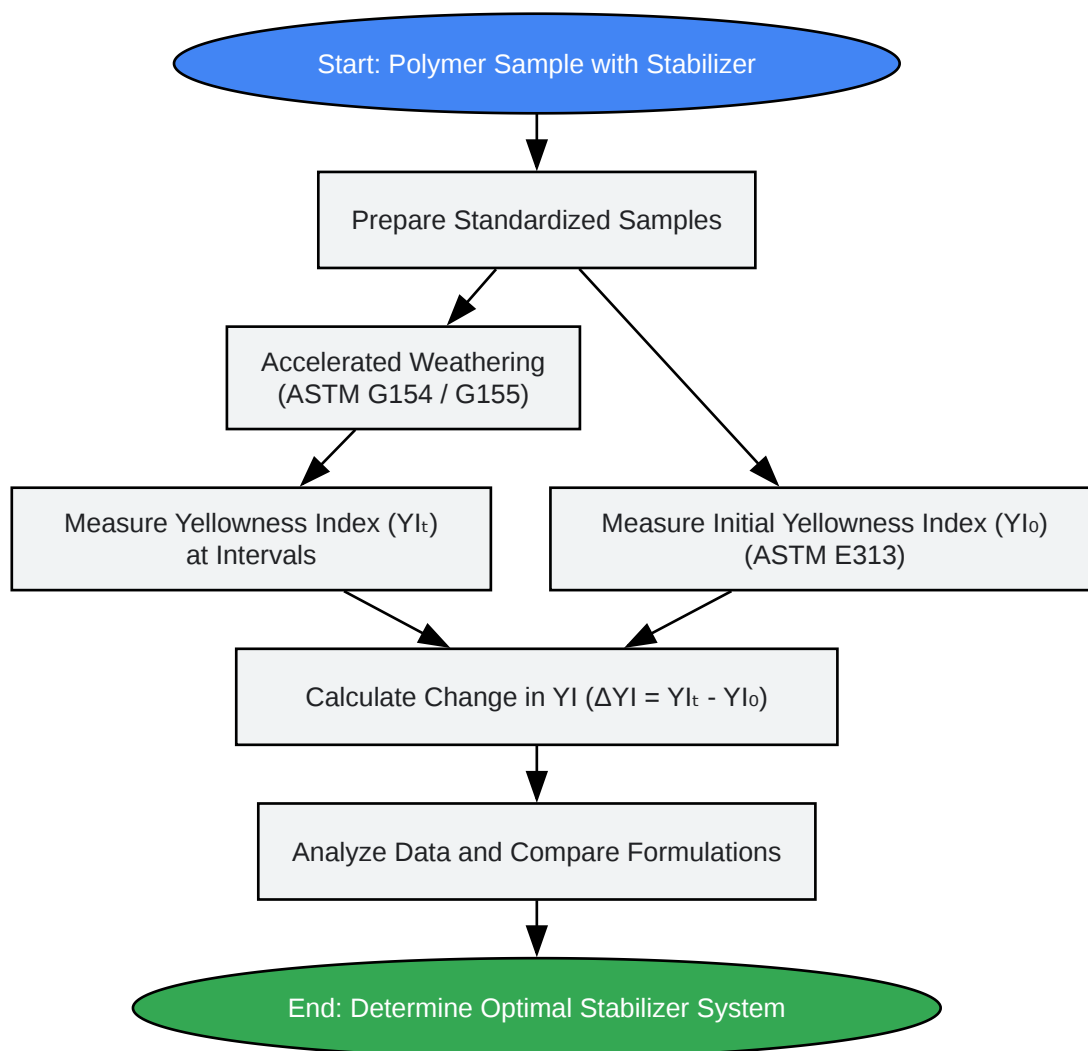 Start: Polymer Sample with Stabilizer
Prepare Standardized Samples
Accelerated Weathering
(ASTM G154 / G155)
Measure Yellowness Index (YIₜ)
at Intervals
Measure Initial Yellowness Index (YI₀)
(ASTM E313)
Calculate Change in YI (ΔYI = YIₜ - YI₀)
Analyze Data and Compare Formulations
End: Determine Optimal Stabilizer System